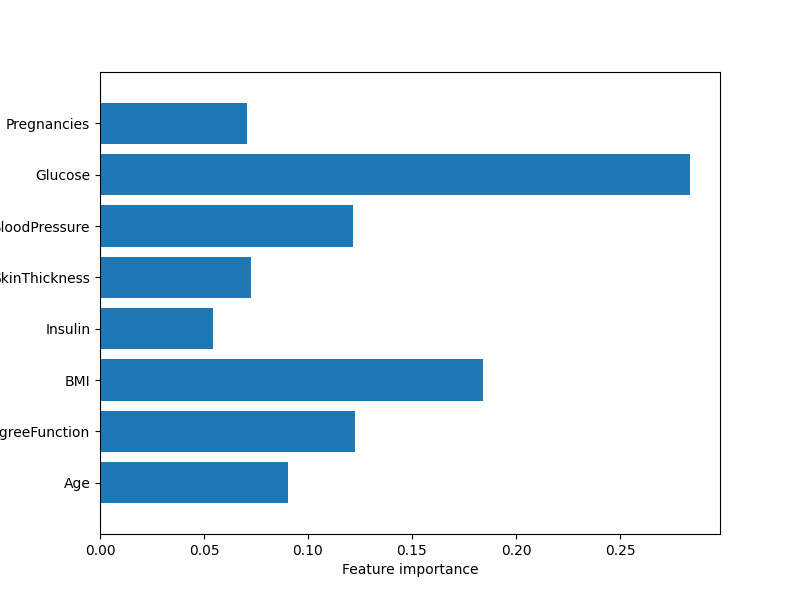 Pregnancies
Glucose
loodPressure
kinThickness
Insulin
BMI
greeFunction
Age
0.00 0.05 0.10 0.15 0.20 0.25
Feature importance